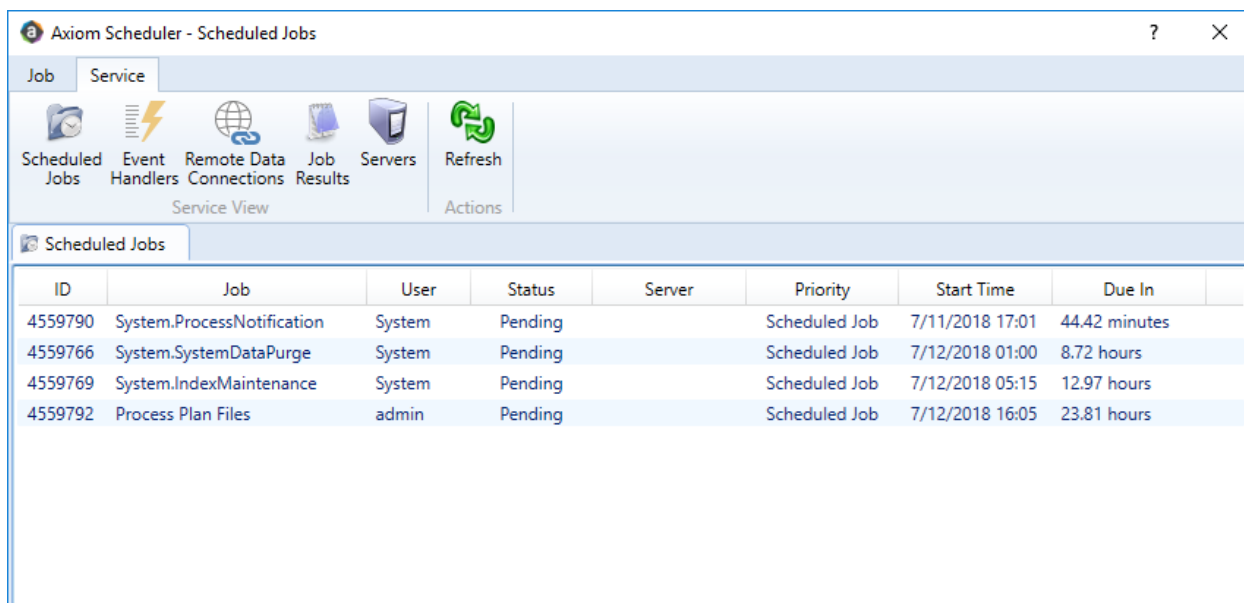 Axiom Scheduler - Scheduled Jobs ?
Job Service
Scheduled Event Remote Data Job Servers Refresh
Jobs Handlers Connections Results
Service View Actions
Scheduled Jobs
ID Job User Status Server Priority Start Time Due In
4559790 System.ProcessNotification System Pending Scheduled Job 7/11/2018 17:01 44.42 minutes
4559766 System.SystemDataPurge System Pending Scheduled Job 7/12/2018 01:00 8.72 hours
4559769 System.IndexMaintenance System Pending Scheduled Job 7/12/2018 05:15 12.97 hours
4559792 Process Plan Files admin Pending Scheduled Job 7/12/2018 16:05 23.81 hours